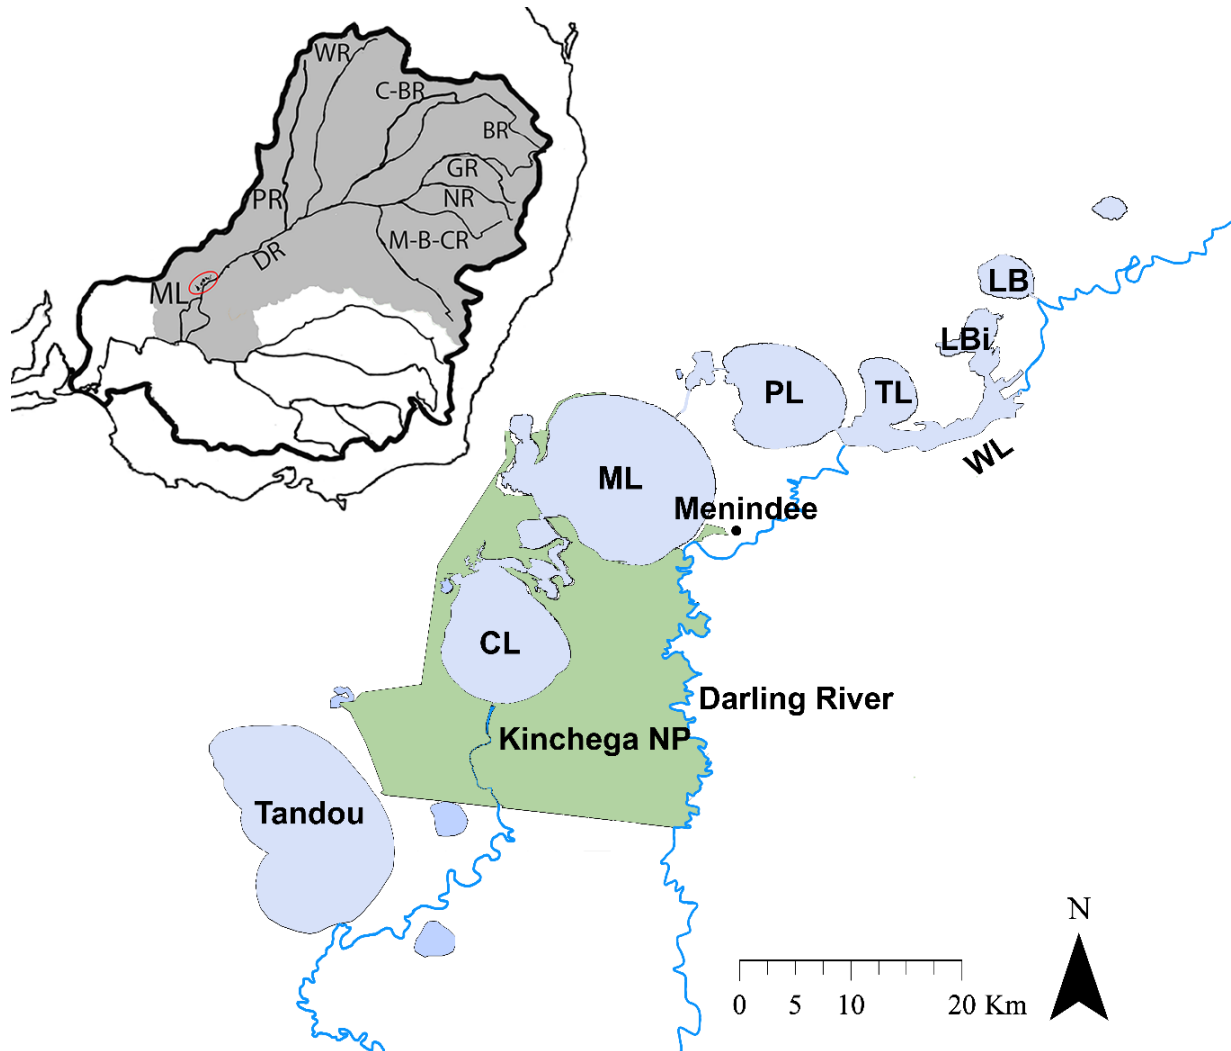 WR
C-BR
BR
GR
PR
NR
M-B-CR
DR
ML
LB
LBi
PL
TL
WL
ML
Menindee
CL
Darling River
Kinchega NP
Tandou
N
0 5 10 20 Km